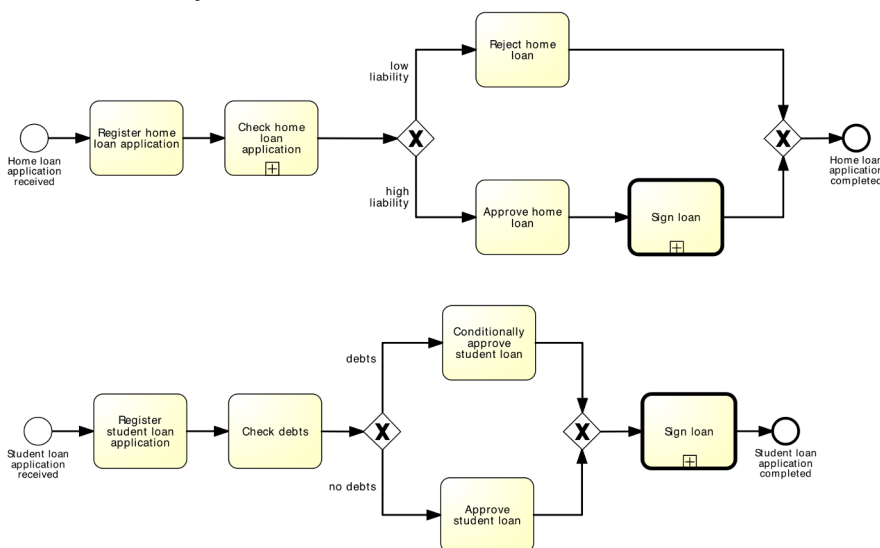 Reject home
loan
low
liability
Register home
loan application
Check home
loan
application
Home loan
application
received
Home loan
application
completed
high
liability
Approve home
loan
Sign loan
Conditionally
approve
student loan
debts
Register
student loan
application
Check debts
Sign loan
Student loan
application
received
Student loan
application
completed
no debts
Approve
student loan